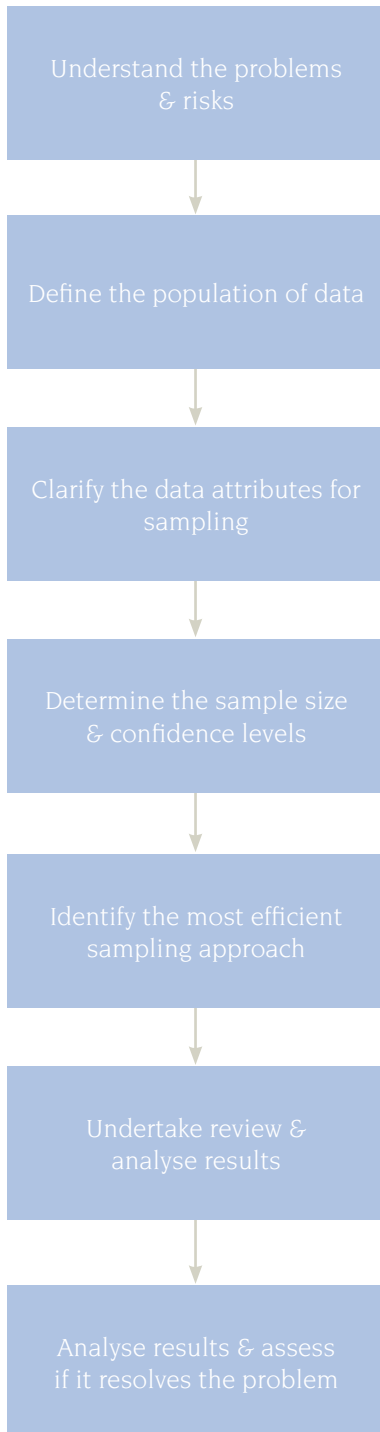 Understand the problems
& risks
Define the population of data
Clarify the data attributes for
sampling
Determine the sample size
& confidence levels
Identify the most efficient
sampling approach
Undertake review &
analyse results
Analyse results & assess
if it resolves the problem